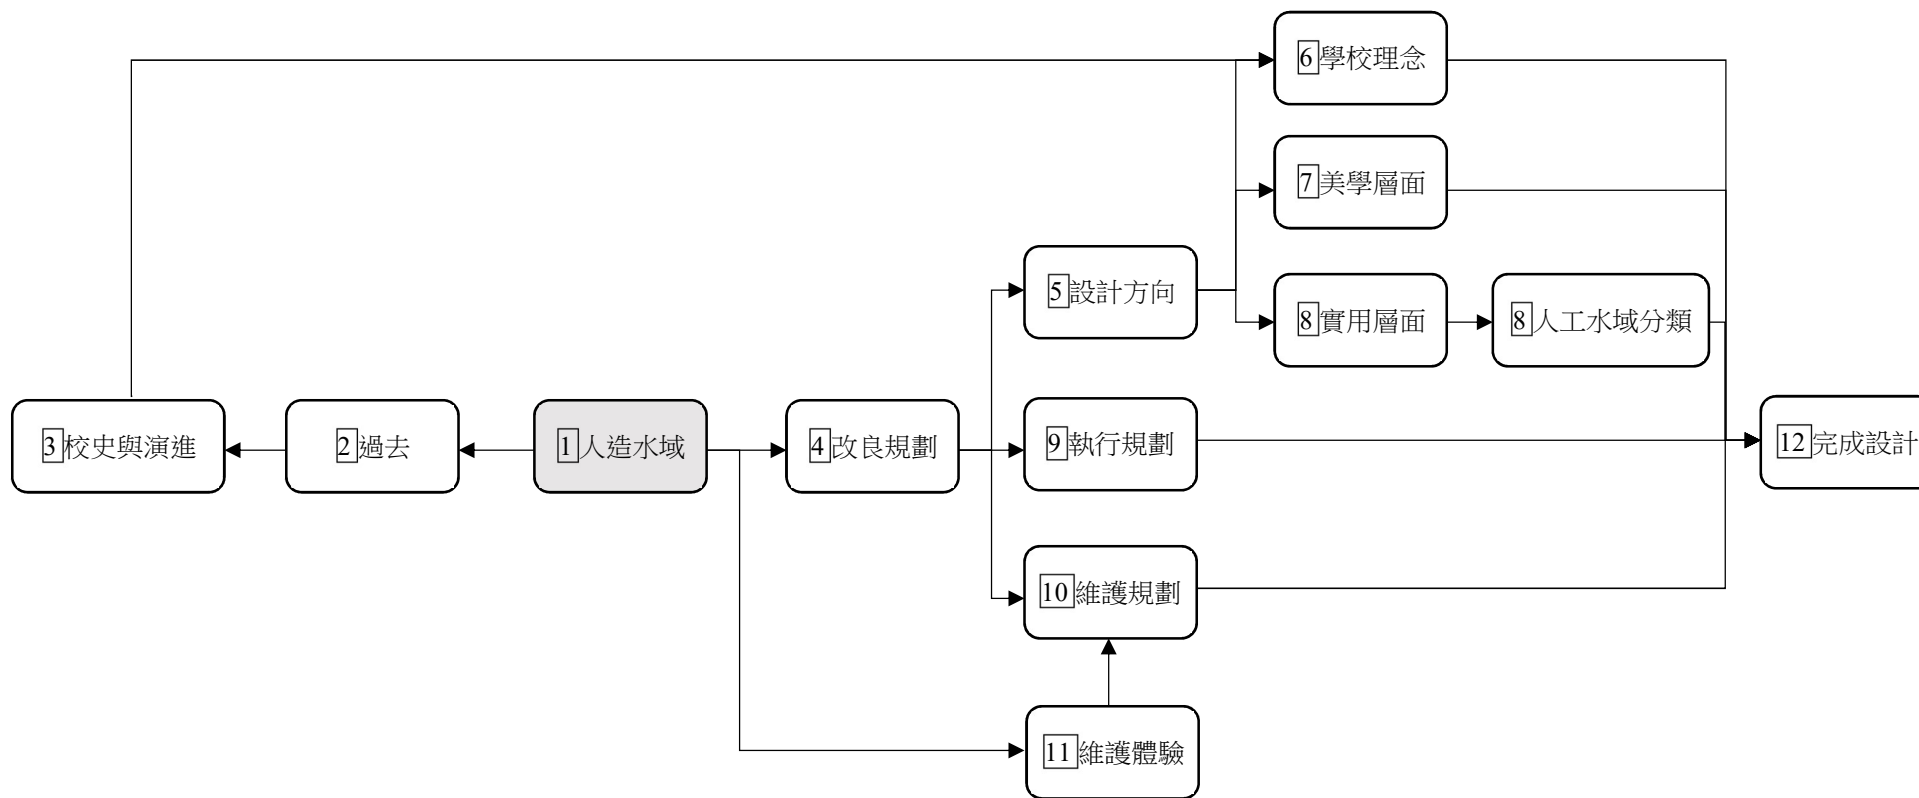 6學校理念
7美學層面
5設計方向
8實用層面
8人工水域分類
3校史與演進
2過去
1人造水域
4改良規劃
9執行規劃
12完成設計
10維護規劃
11維護體驗